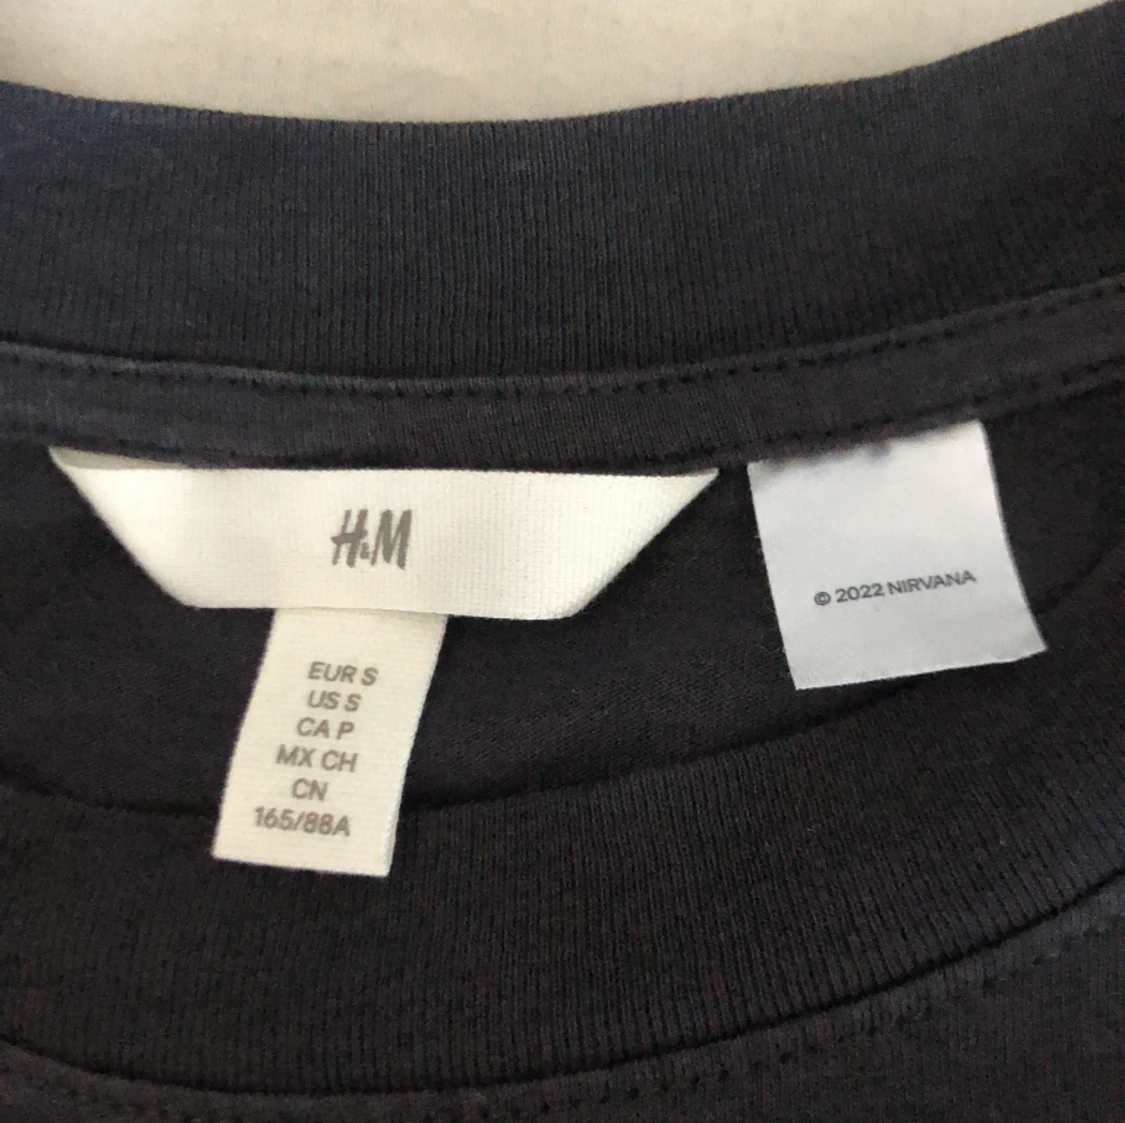 H&M
EUR S
US S
CA P
MX CH
CN
165/88A
© 2022 NIRVANA